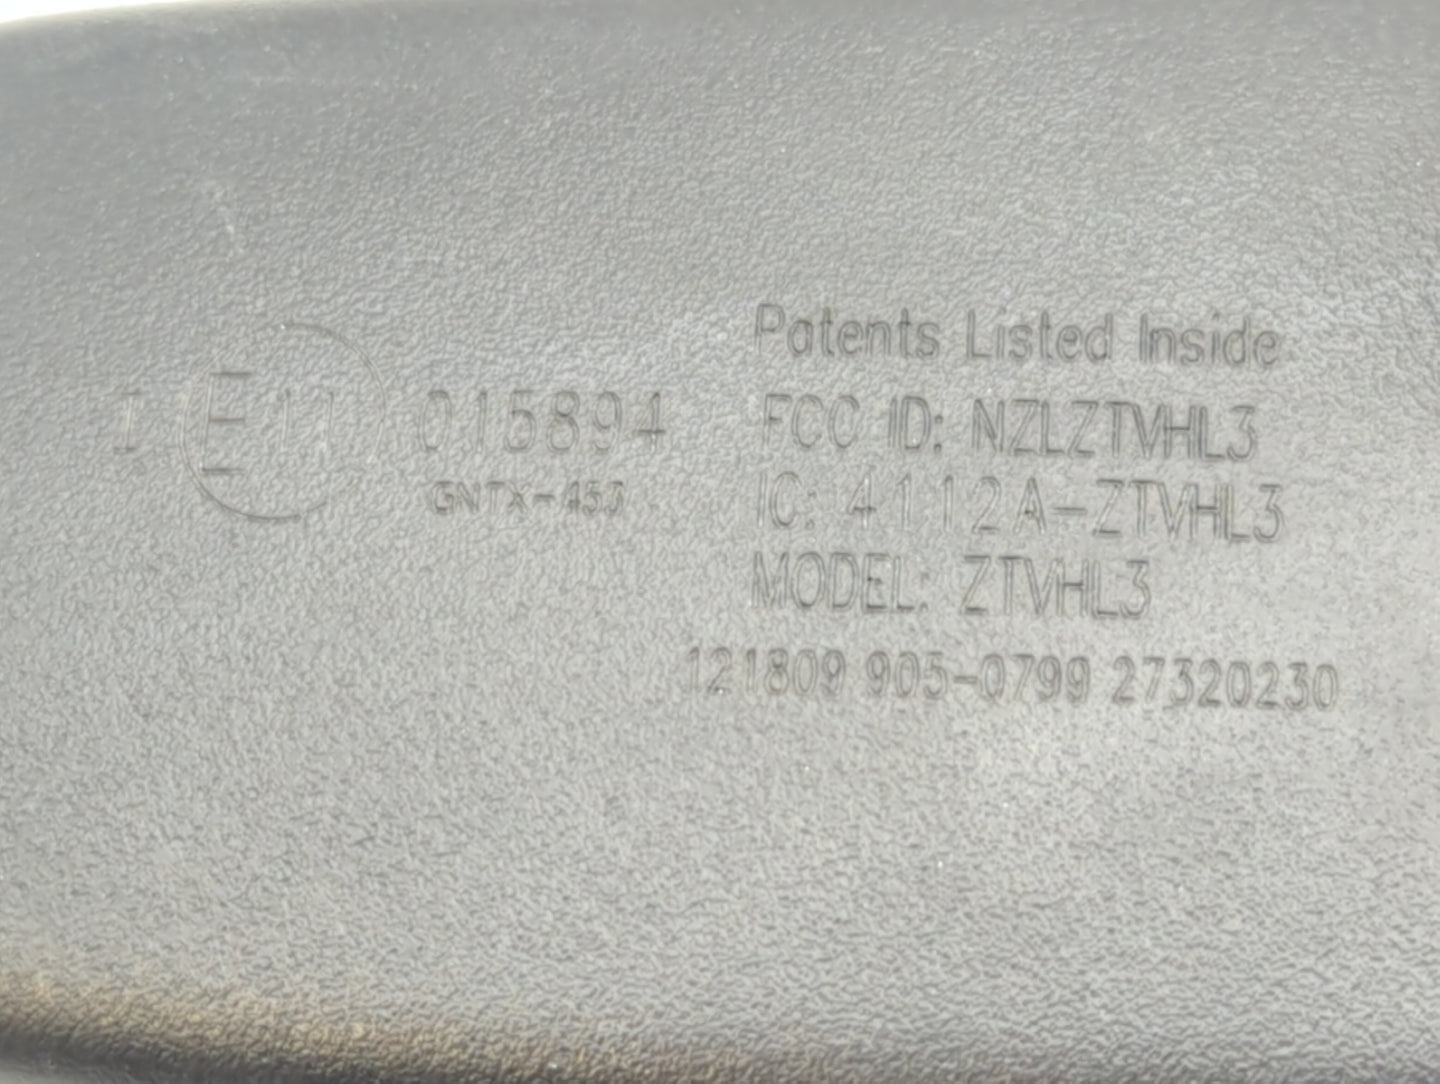 Patents Listed Inside
I E11 015894
FCC ID: NZLZTVHL3
GNTX-453
IC: 4112A-ZTVHL3
MODEL: ZTVHL3
121809 905-0799 27320230